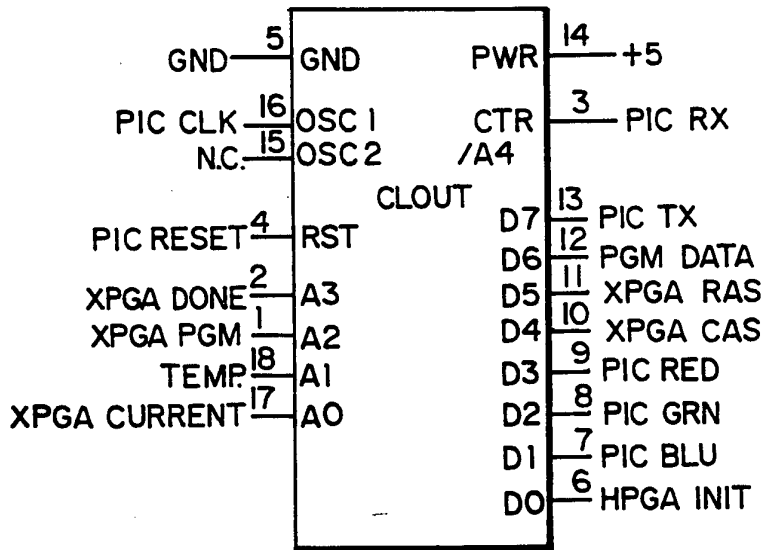 GND 5 GND PWR 14 +5
PIC CLK 16 OSC 1 CTR 3 PIC RX
N.C. 15 OSC2 /A4
CLOUT
D7 13 PIC TX
PIC RESET 4 RST D6 12 PGM DATA
XPGA DONE 2 A3 D5 11 XPGA RAS
XPGA PGM 1 A2 D4 10 XPGA CAS
TEMP. 18 A1 D3 9 PIC RED
XPGA CURRENT 17 A0 D2 8 PIC GRN
D1 7 PIC BLU
D0 6 HPGA INIT